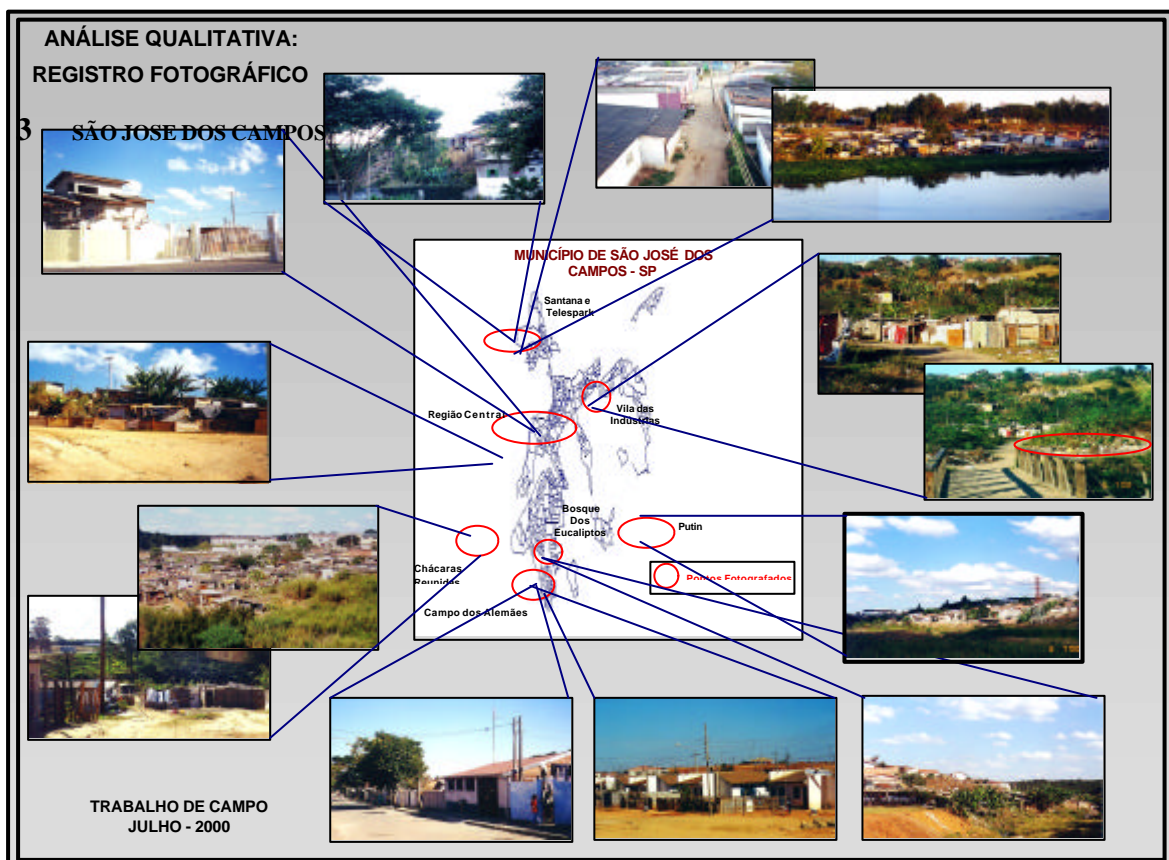 ANÁLISE QUALITATIVA:
REGISTRO FOTOGRÁFICO
3 SÃO JOSE DOS CAMPOS
MUNICÍPIO DE SÃO JOSÉ DOS
CAMPOS - SP
Santana e
Telespark
Região Central
Vila das
Industrias
Bosque
Dos
Eucaliptos
Putin
Chácaras
Reunidas
Pontos Fotografados
Campo dos Alemães
TRABALHO DE CAMPO
JULHO - 2000